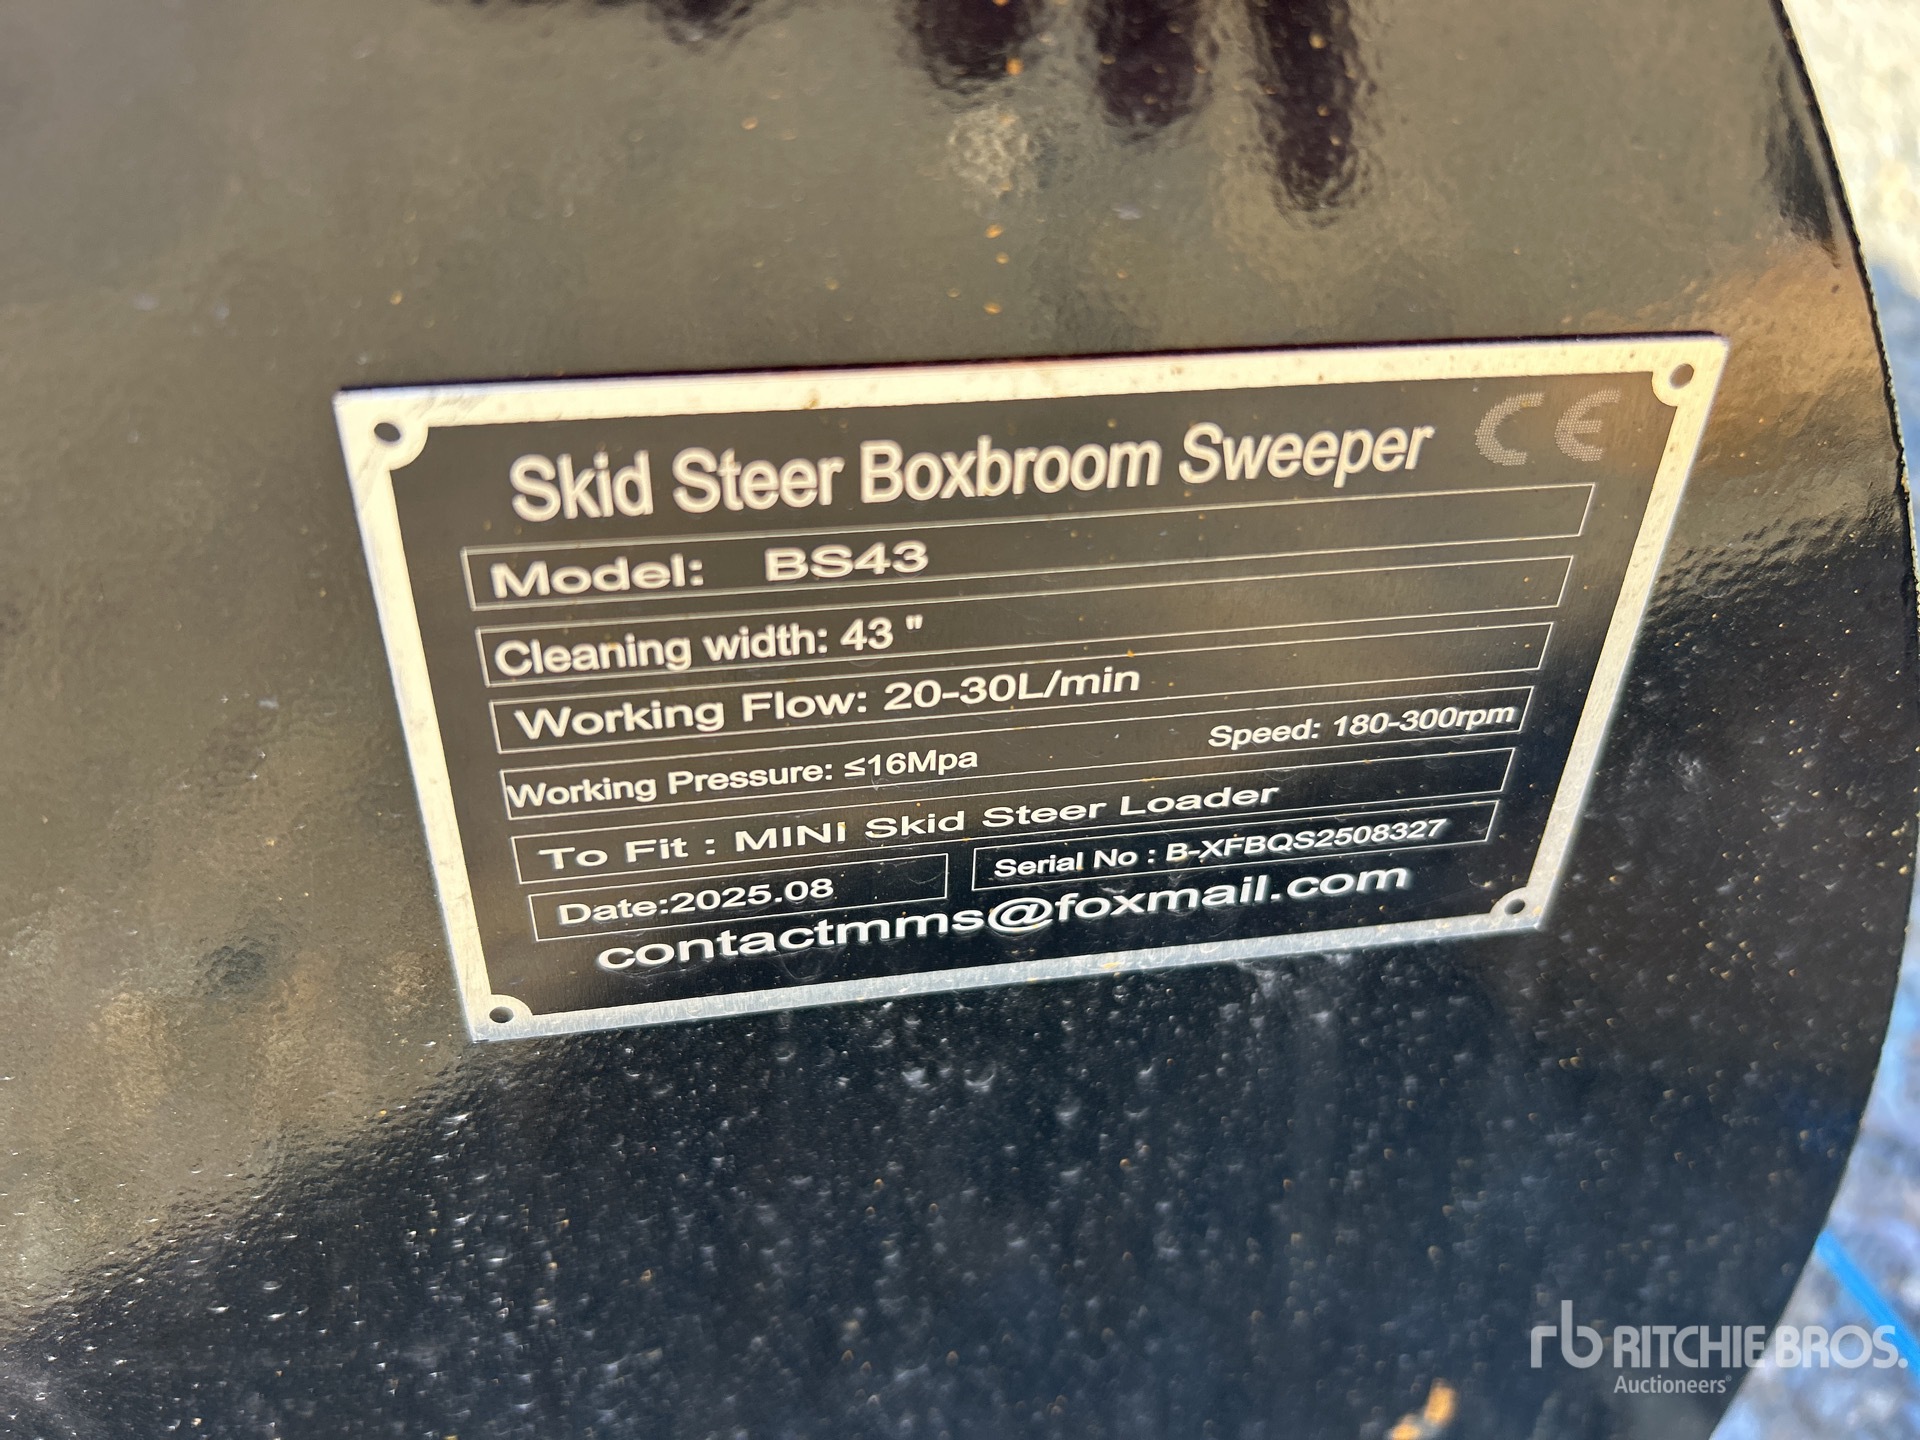 Skid Steer Boxbroom Sweeper CE
Model: BS43
Cleaning width: 43 "
Working Flow: 20-30L/min
Working Pressure: ≤16Mpa Speed: 180-300rpm
To Fit : MINI Skid Steer Loader
Date:2025.08 Serial No : B-XFBQS2508327
contactmms@foxmail.com
rb RITCHIE BROS.
Auctioneers